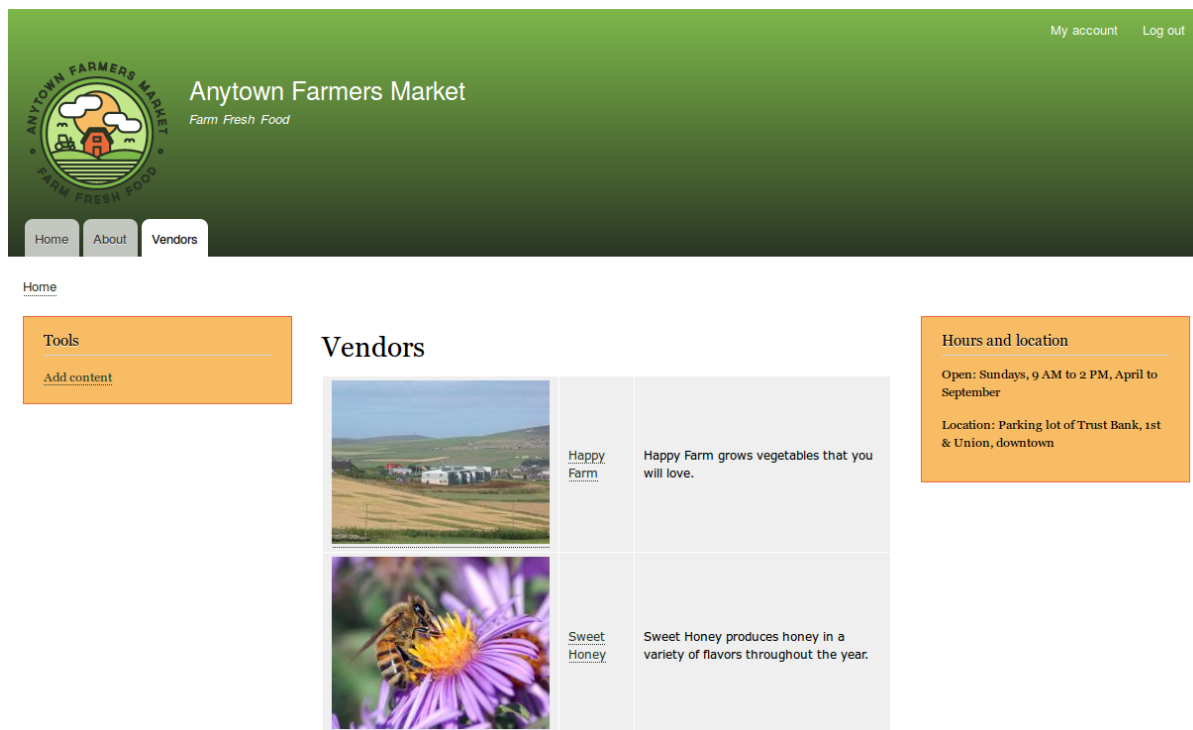 My account
Log out
ANYTOWN FARMERS MARKET
FARM FRESH FOOD
Anytown Farmers Market
Farm Fresh Food
Home
About
Vendors
Home
Tools
Add content
Vendors
Happy
Farm
Happy Farm grows vegetables that you
will love.
Sweet
Honey
Sweet Honey produces honey in a
variety of flavors throughout the year.
Hours and location
Open: Sundays, 9 AM to 2 PM, April to
September
Location: Parking lot of Trust Bank, 1st
& Union, downtown